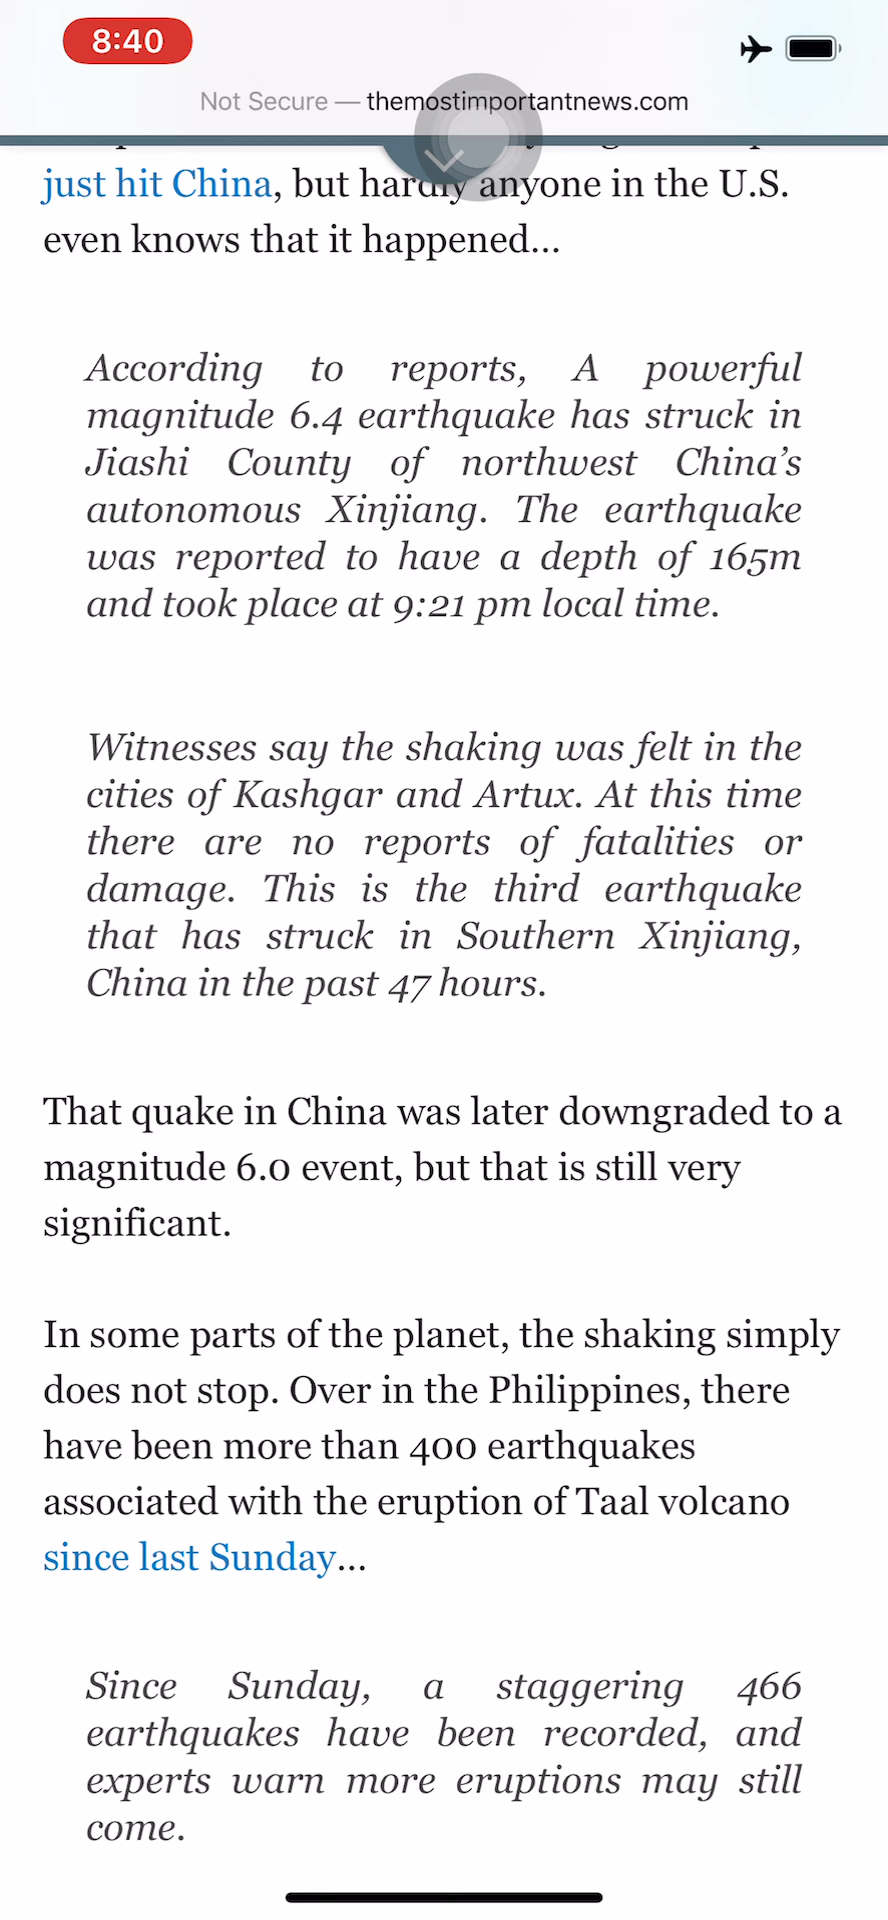 8:40
Not Secure — themostimportantnews.com
just hit China, but hardly anyone in the U.S.
even knows that it happened...
According to reports, A powerful
magnitude 6.4 earthquake has struck in
Jiashi County of northwest China’s
autonomous Xinjiang. The earthquake
was reported to have a depth of 165m
and took place at 9:21 pm local time.
Witnesses say the shaking was felt in the
cities of Kashgar and Artux. At this time
there are no reports of fatalities or
damage. This is the third earthquake
that has struck in Southern Xinjiang,
China in the past 47 hours.
That quake in China was later downgraded to a
magnitude 6.0 event, but that is still very
significant.
In some parts of the planet, the shaking simply
does not stop. Over in the Philippines, there
have been more than 400 earthquakes
associated with the eruption of Taal volcano
since last Sunday...
Since Sunday, a staggering 466
earthquakes have been recorded, and
experts warn more eruptions may still
come.